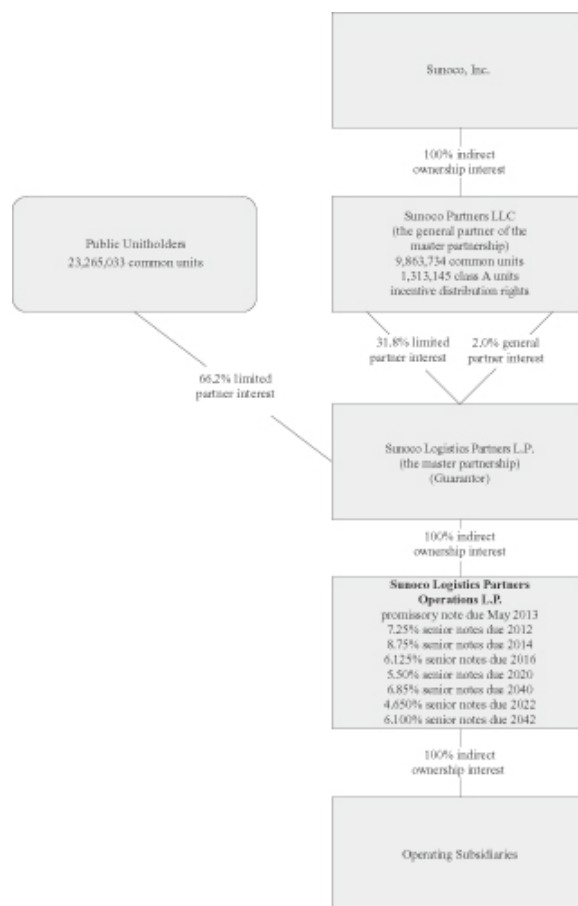 Sunoco, Inc.
100% indirect
ownership interest
Public Unitholders
23,265,033 common units
Sunoco Partners LLC
(the general partner of the
master partnership)
9,863,734 common units
1,313,145 class A units
incentive distribution rights
31.8% limited
partner interest
2.0% general
partner interest
66.2% limited
partner interest
Sunoco Logistics Partners L.P.
(the master partnership)
(Guarantor)
100% indirect
ownership interest
Sunoco Logistics Partners
Operations L.P.
promissory note due May 2013
7.25% senior notes due 2012
8.75% senior notes due 2014
6.125% senior notes due 2016
5.50% senior notes due 2020
6.85% senior notes due 2040
4.650% senior notes due 2022
6.100% senior notes due 2042
100% indirect
ownership interest
Operating Subsidiaries